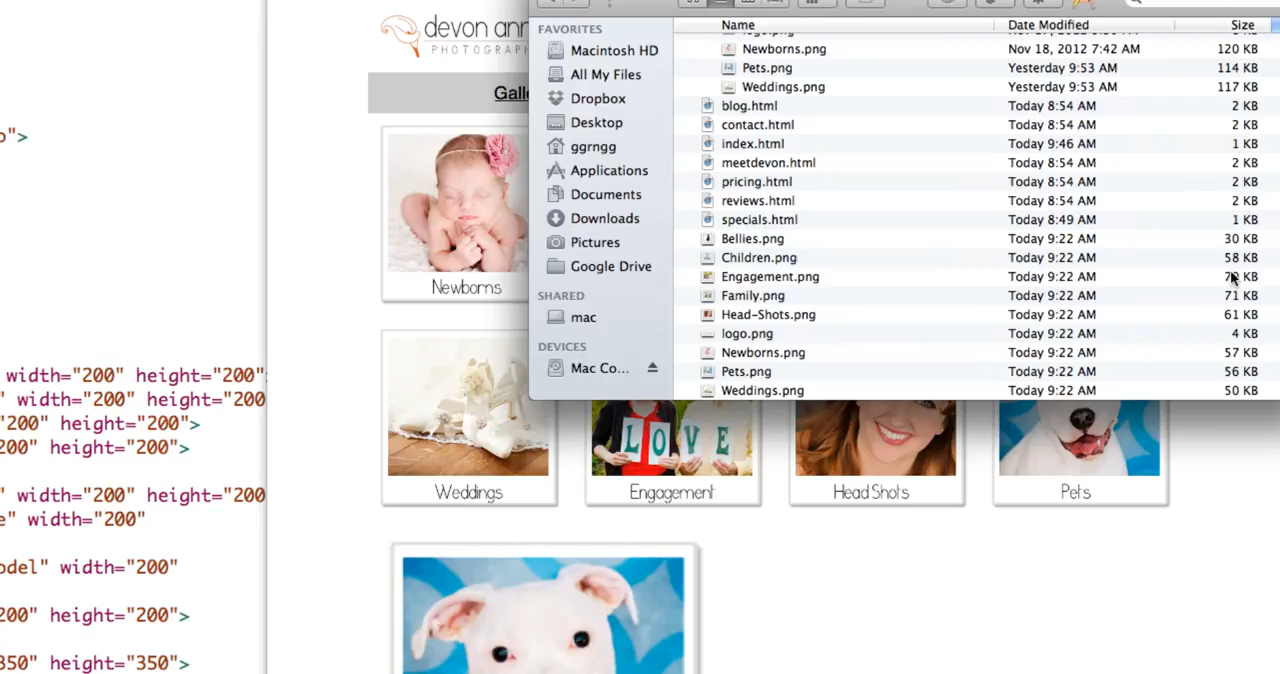 o">
width="200" height="200"
" width="200" height="200
"200" height="200">
200" height="200">
" width="200" height="200
e" width="200"
odel" width="200"
200" height="200">
350" height="350">
devon ann
PHOTOGRAPH
Galle
Newborns
Weddings
Engagement
Head Shots
Pets
LOVE
FAVORITES
Macintosh HD
All My Files
Dropbox
Desktop
ggrngg
Applications
Documents
Downloads
Pictures
Google Drive
SHARED
mac
DEVICES
Mac Co...
Name Date Modified Size
Newborns.png Nov 18, 2012 7:42 AM 120 KB
Pets.png Yesterday 9:53 AM 114 KB
Weddings.png Yesterday 9:53 AM 117 KB
blog.html Today 8:54 AM 2 KB
contact.html Today 8:54 AM 2 KB
index.html Today 9:46 AM 1 KB
meetdevon.html Today 8:54 AM 2 KB
pricing.html Today 8:54 AM 2 KB
reviews.html Today 8:54 AM 2 KB
specials.html Today 8:49 AM 1 KB
Bellies.png Today 9:22 AM 30 KB
Children.png Today 9:22 AM 58 KB
Engagement.png Today 9:22 AM KB
Family.png Today 9:22 AM 71 KB
Head-Shots.png Today 9:22 AM 61 KB
logo.png Today 9:22 AM 4 KB
Newborns.png Today 9:22 AM 57 KB
Pets.png Today 9:22 AM 56 KB
Weddings.png Today 9:22 AM 50 KB